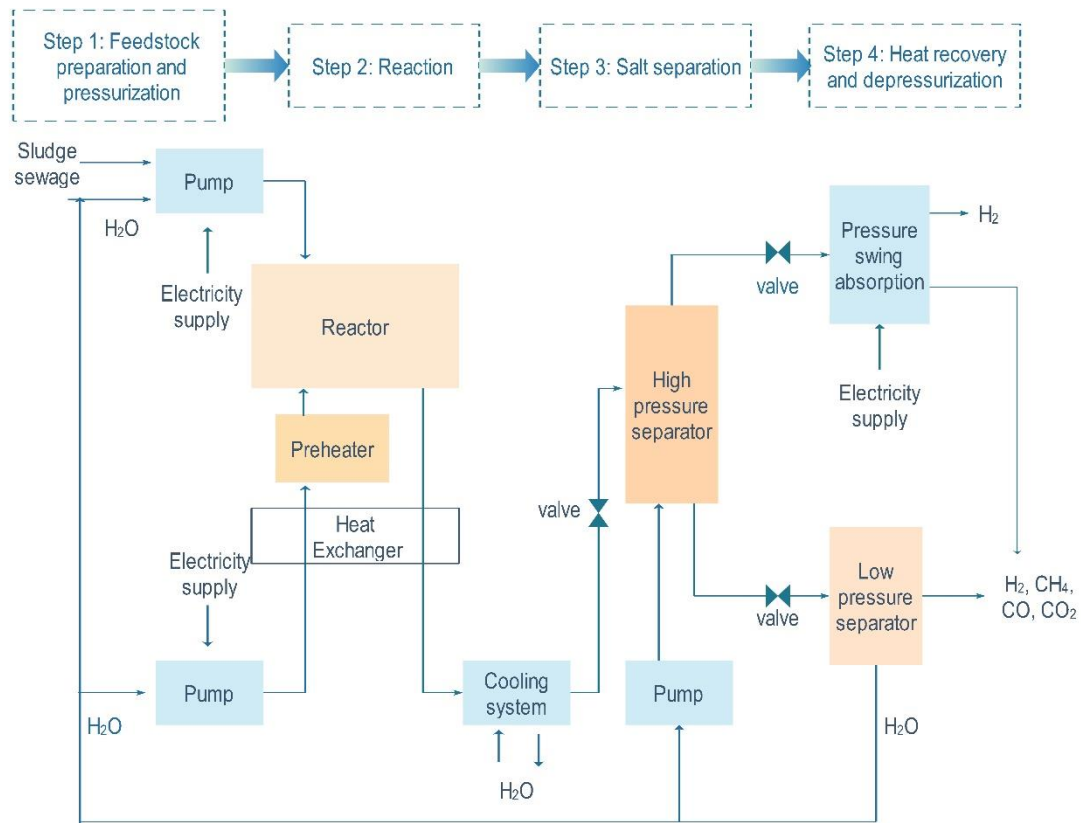 Step 1: Feedstock
preparation and
pressurization
Step 2: Reaction
Step 3: Salt separation
Step 4: Heat recovery
and depressurization
Sludge
sewage
H₂O
Pump
Electricity
supply
Reactor
Preheater
Heat
Exchanger
Electricity
supply
Pump
H₂O
Cooling
system
H₂O
valve
High
pressure
separator
Pump
valve
Pressure
swing
absorption
H₂
Electricity
supply
valve
Low
pressure
separator
H₂, CH₄,
CO, CO₂
H₂O